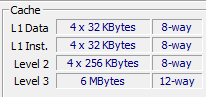 Cache
L1 Data 4 x 32 KBytes 8-way
L1 Inst. 4 x 32 KBytes 8-way
Level 2 4 x 256 KBytes 8-way
Level 3 6 MBytes 12-way